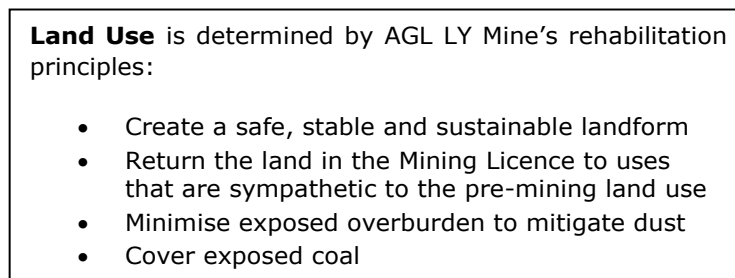 Land Use is determined by AGL LY Mine's rehabilitation
principles:
• Create a safe, stable and sustainable landform
• Return the land in the Mining Licence to uses
that are sympathetic to the pre-mining land use
• Minimise exposed overburden to mitigate dust
• Cover exposed coal